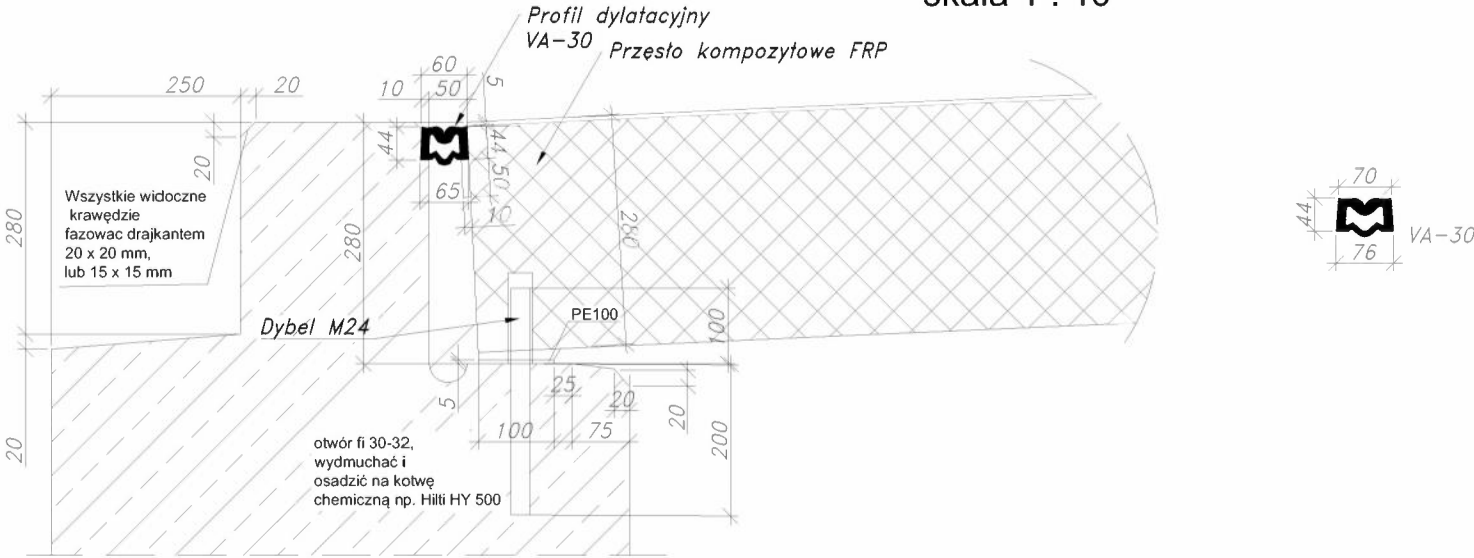 skala 1 : 10
Profil dylatacyjny
VA-30
Przęsło kompozytowe FRP
250
20
10
60
50
5
44
44
50
65
10
20
280
280
280
Wszystkie widoczne
krawędzie
fazowac drajkantem
20 x 20 mm,
lub 15 x 15 mm
70
44
VA-30
76
Dybel M24
PE100
100
5
25
20
20
100
75
200
20
otwór fi 30-32,
wydmuchać i
osadzić na kotwę
chemiczną np. Hilti HY 500